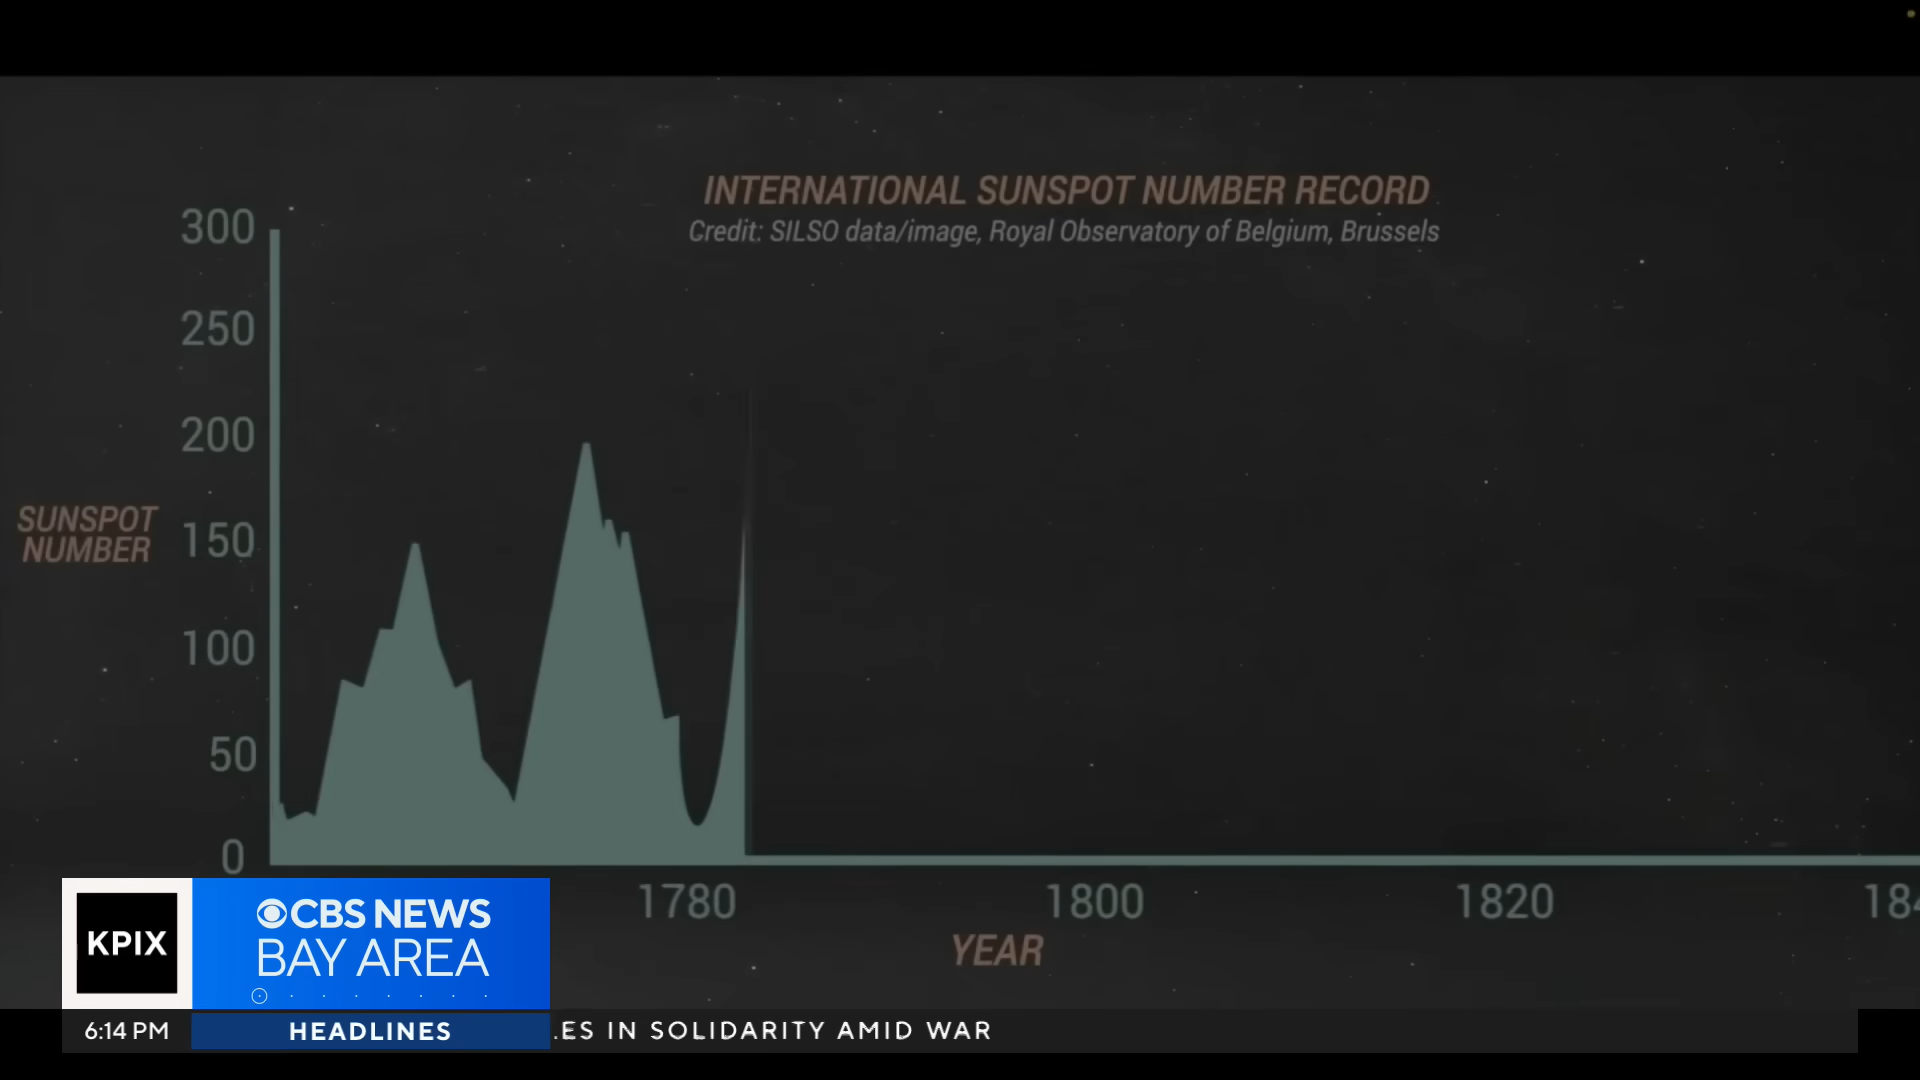 INTERNATIONAL SUNSPOT NUMBER RECORD
Credit: SILSO data/image, Royal Observatory of Belgium, Brussels
300
250
200
150
100
50
0
SUNSPOT
NUMBER
1780
1800
1820
184
YEAR
KPIX
CBS NEWS
BAY AREA
6:14 PM
HEADLINES
ES IN SOLIDARITY AMID WAR